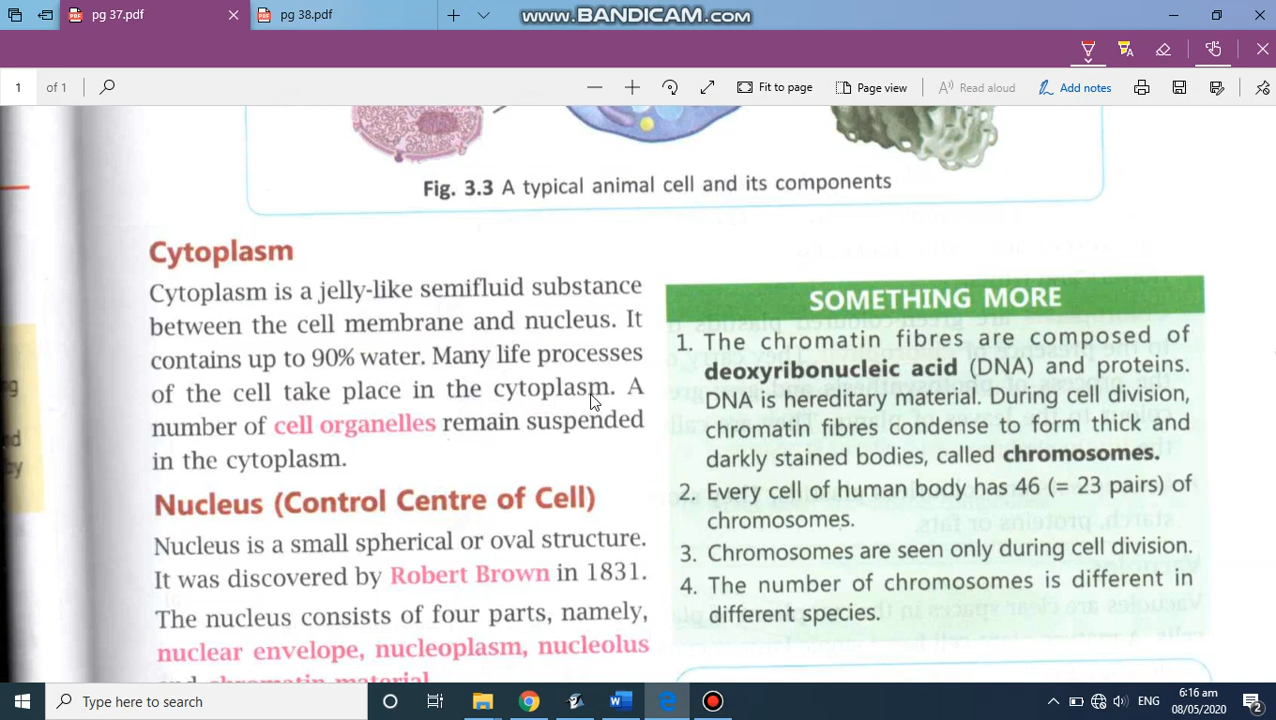 pg 37.pdf
pg 38.pdf
www.BANDICAM.com
1
of 1
Fit to page
Page view
Read aloud
Add notes
Fig. 3.3 A typical animal cell and its components
Cytoplasm
Cytoplasm is a jelly-like semifluid substance
between the cell membrane and nucleus. It
contains up to 90% water. Many life processes
of the cell take place in the cytoplasm. A
number of cell organelles remain suspended
in the cytoplasm.
Nucleus (Control Centre of Cell)
Nucleus is a small spherical or oval structure.
It was discovered by Robert Brown in 1831.
The nucleus consists of four parts, namely,
nuclear envelope, nucleoplasm, nucleolus
and chromatin material
SOMETHING MORE
1. The chromatin fibres are composed of
deoxyribonucleic acid (DNA) and proteins.
DNA is hereditary material. During cell division,
chromatin fibres condense to form thick and
darkly stained bodies, called chromosomes.
2. Every cell of human body has 46 (= 23 pairs) of
chromosomes.
3. Chromosomes are seen only during cell division.
4. The number of chromosomes is different in
different species.
Type here to search
ENG
6:16 am
08/05/2020
2